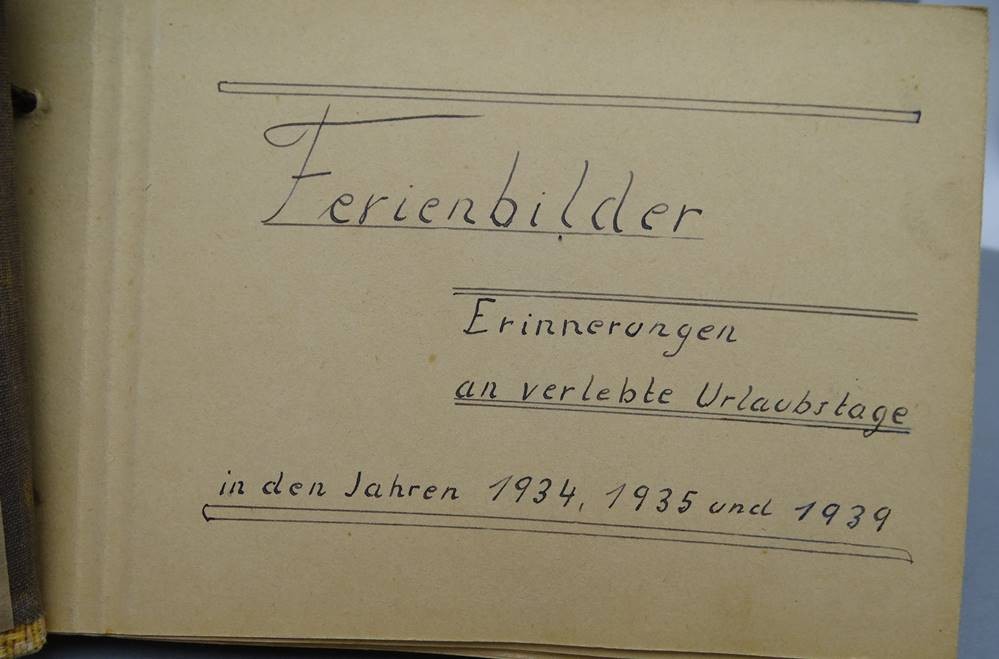 Ferienbilder
Erinnerungen
an verlebte Urlaubstage
in den Jahren 1934, 1935 und 1939